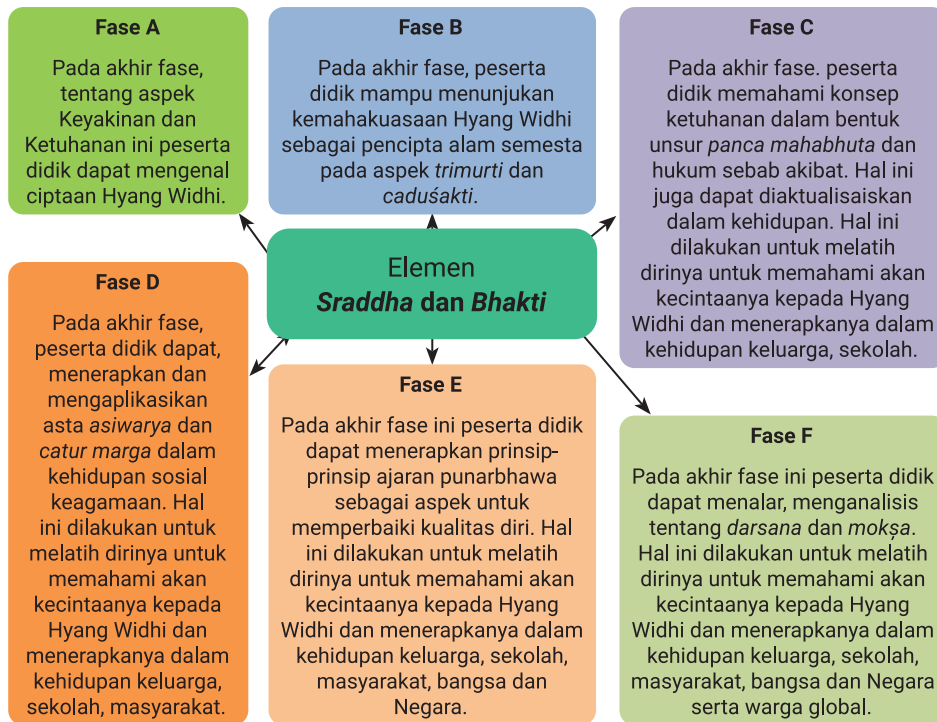 Fase A
Pada akhir fase,
tentang aspek
Keyakinan dan
Ketuhanan ini peserta
didik dapat mengenal
ciptaan Hyang Widhi.
Fase B
Pada akhir fase, peserta
didik mampu menunjukan
kemahakuasaan Hyang Widhi
sebagai pencipta alam semesta
pada aspek trimurti dan
caduśakti.
Fase C
Pada akhir fase. peserta
didik memahami konsep
ketuhanan dalam bentuk
unsur panca mahabhuta dan
hukum sebab akibat. Hal ini
juga dapat diaktualisaiskan
dalam kehidupan. Hal ini
dilakukan untuk melatih
dirinya untuk memahami akan
kecintaanya kepada Hyang
Widhi dan menerapkanya dalam
kehidupan keluarga, sekolah.
Elemen
Sraddha dan Bhakti
Fase D
Pada akhir fase,
peserta didik dapat,
menerapkan dan
mengaplikasikan
asta asiwarya dan
catur marga dalam
kehidupan sosial
keagamaan. Hal
ini dilakukan untuk
melatih dirinya untuk
memahami akan
kecintaanya kepada
Hyang Widhi dan
menerapkanya dalam
kehidupan keluarga,
sekolah, masyarakat.
Fase E
Pada akhir fase ini peserta didik
dapat menerapkan prinsip-
prinsip ajaran punarbhawa
sebagai aspek untuk
memperbaiki kualitas diri. Hal
ini dilakukan untuk melatih
dirinya untuk memahami akan
kecintaanya kepada Hyang
Widhi dan menerapkanya dalam
kehidupan keluarga, sekolah,
masyarakat, bangsa dan
Negara.
Fase F
Pada akhir fase ini peserta didik
dapat menalar, menganalisis
tentang darsana dan mokṣa.
Hal ini dilakukan untuk melatih
dirinya untuk memahami akan
kecintaanya kepada Hyang
Widhi dan menerapkanya dalam
kehidupan keluarga, sekolah,
masyarakat, bangsa dan Negara
serta warga global.